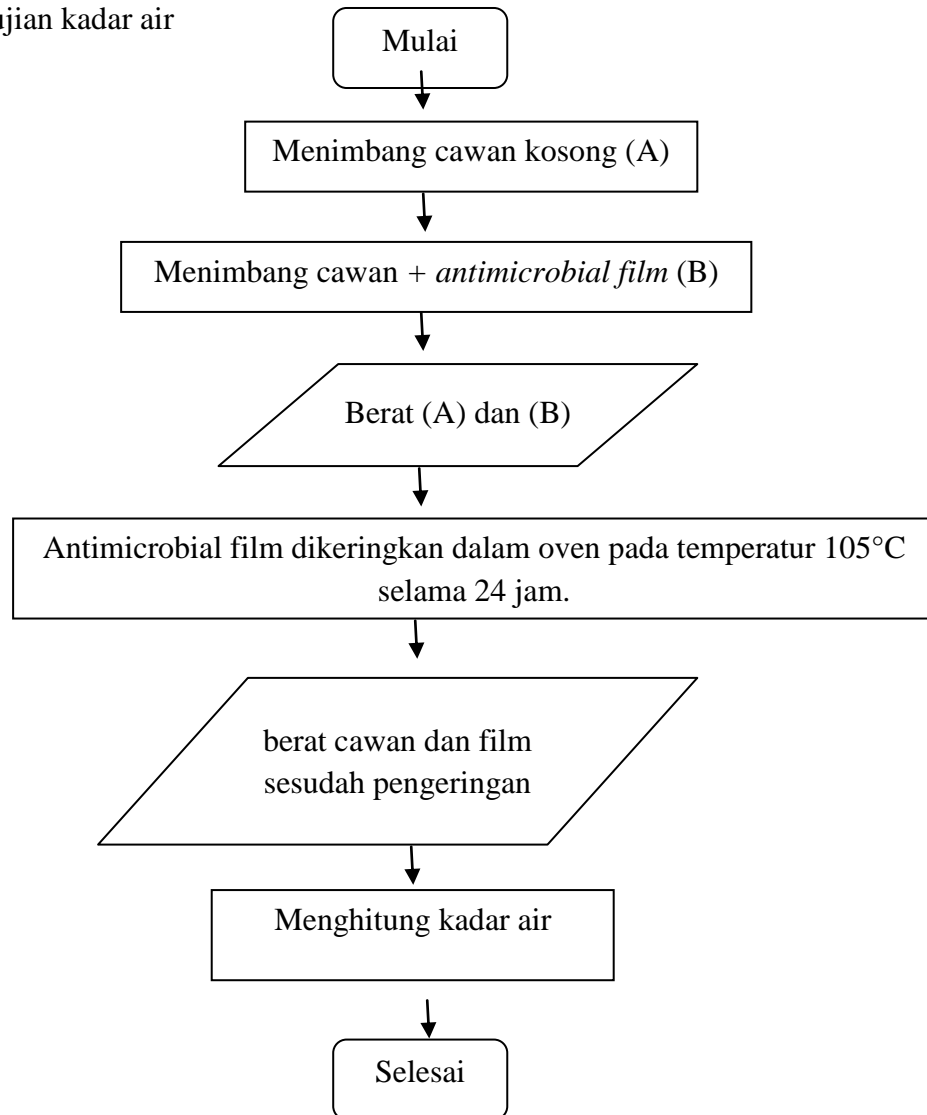 ujian kadar air
Mulai
Menimbang cawan kosong (A)
Menimbang cawan + antimicrobial film (B)
Berat (A) dan (B)
Antimicrobial film dikeringkan dalam oven pada temperatur 105°C
selama 24 jam.
berat cawan dan film
sesudah pengeringan
Menghitung kadar air
Selesai